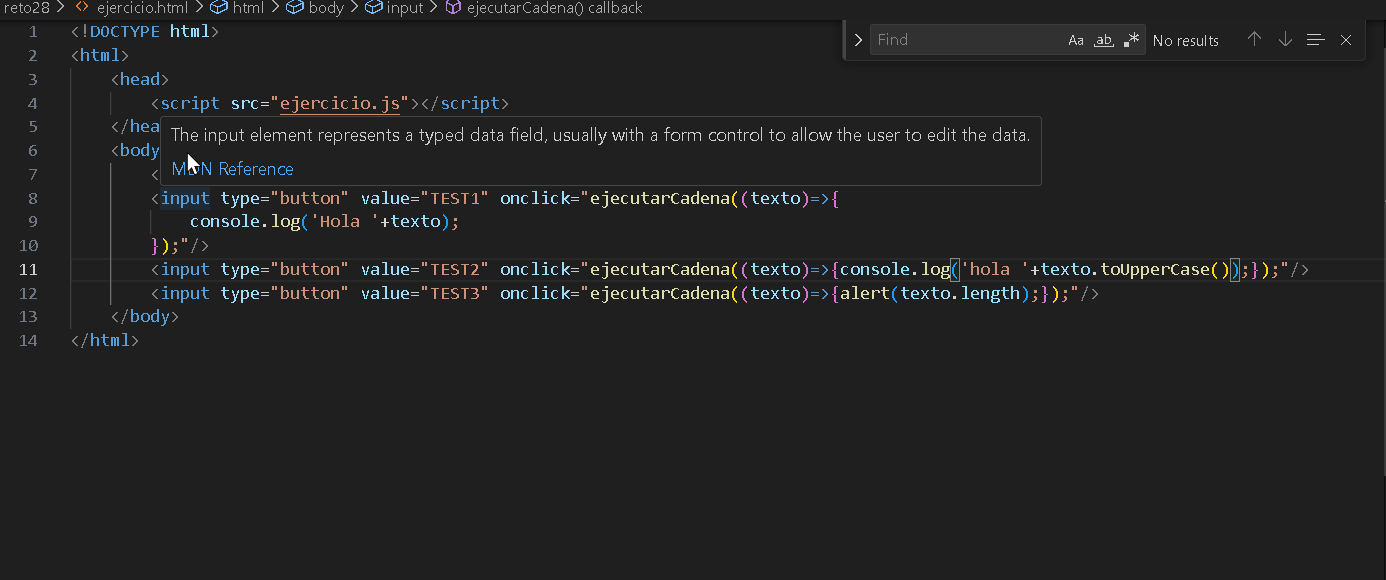 reto28 > <> ejercicio.html > html > body > input > ejecutarCadena() callback
Find Aa ab .* No results
1 <!DOCTYPE html>
2 <html>
3 <head>
4 <script src="ejercicio.js"></script>
5 </hea
The input element represents a typed data field, usually with a form control to allow the user to edit the data.
6 <body
MDN Reference
7 <
8 <input type="button" value="TEST1" onclick="ejecutarCadena((texto)=>{
9 console.log('Hola '+texto);
10 });"/>
11 <input type="button" value="TEST2" onclick="ejecutarCadena((texto)=>{console.log('hola '+texto.toUpperCase());});"/>
12 <input type="button" value="TEST3" onclick="ejecutarCadena((texto)=>{alert(texto.length);});"/>
13 </body>
14 </html>